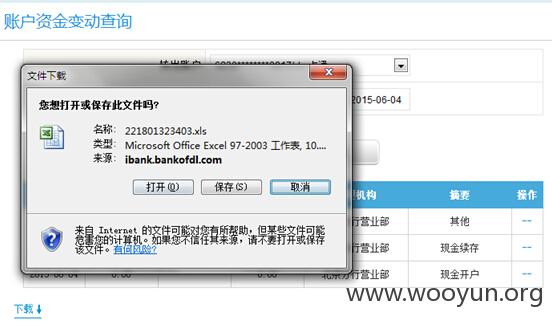 账户资金变动查询
2015-06-04
文件下载
您想打开或保存此文件吗?
名称: 221801323403.xls
类型: Microsoft Office Excel 97-2003 工作表, 10....
来源: ibank.bankofdl.com
打开(O) 保存(S) 取消
来自 Internet 的文件可能对您有所帮助，但某些文件可能
危害您的计算机。如果您不信任其来源，请不要打开或保存
该文件。有何风险?
机构 摘要 操作
行营业部 其他 --
行营业部 现金续存 --
2015-06-04 0.00 0.00 北京分行营业部 现金开户 --
下载
www.wooyun.org